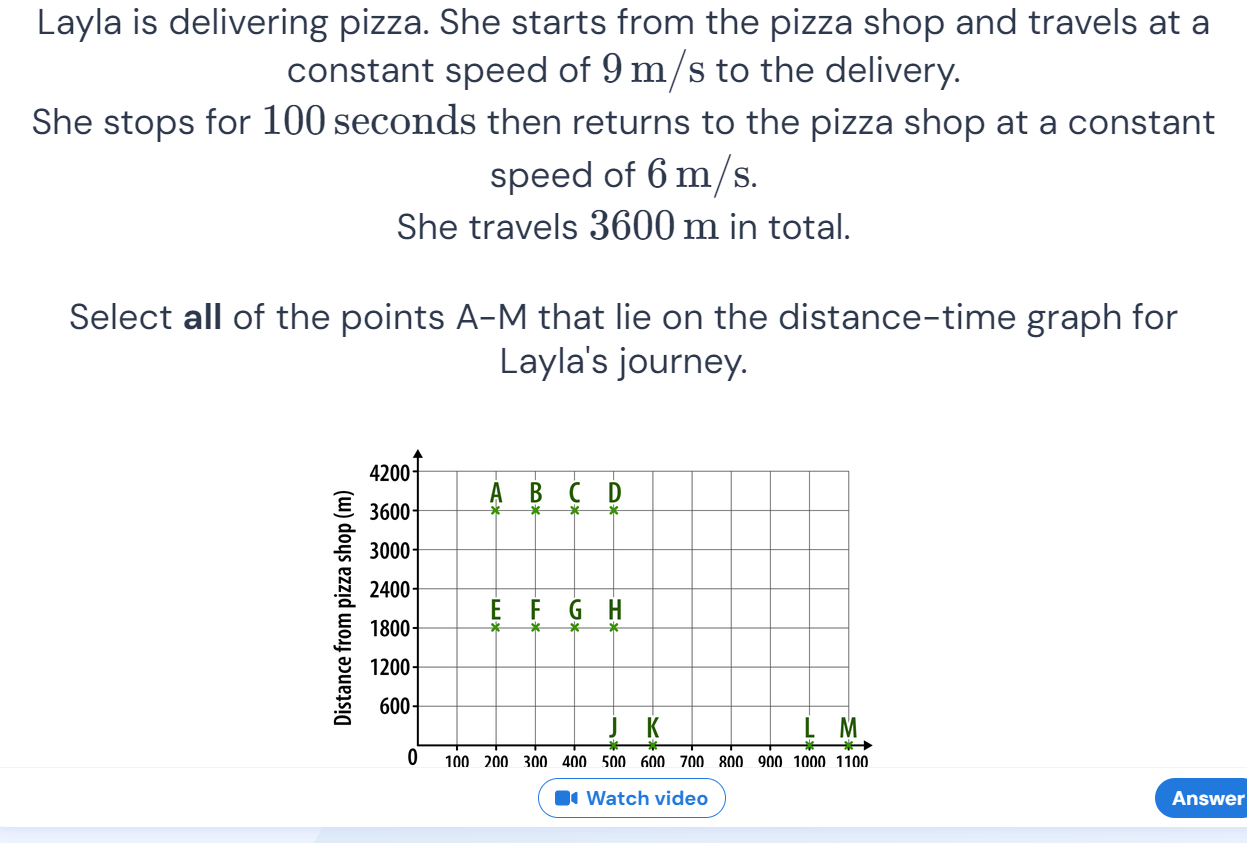 Layla is delivering pizza. She starts from the pizza shop and travels at a
constant speed of 9 m/s to the delivery.
She stops for 100 seconds then returns to the pizza shop at a constant
speed of 6 m/s.
She travels 3600 m in total.
Select all of the points A–M that lie on the distance-time graph for
Layla's journey.
Distance from pizza shop (m)
4200
A B C D
3600
3000
2400
E F G H
1800
1200
600
J K L M
0 100 200 300 400 500 600 700 800 900 1000 1100
Watch video
Answer